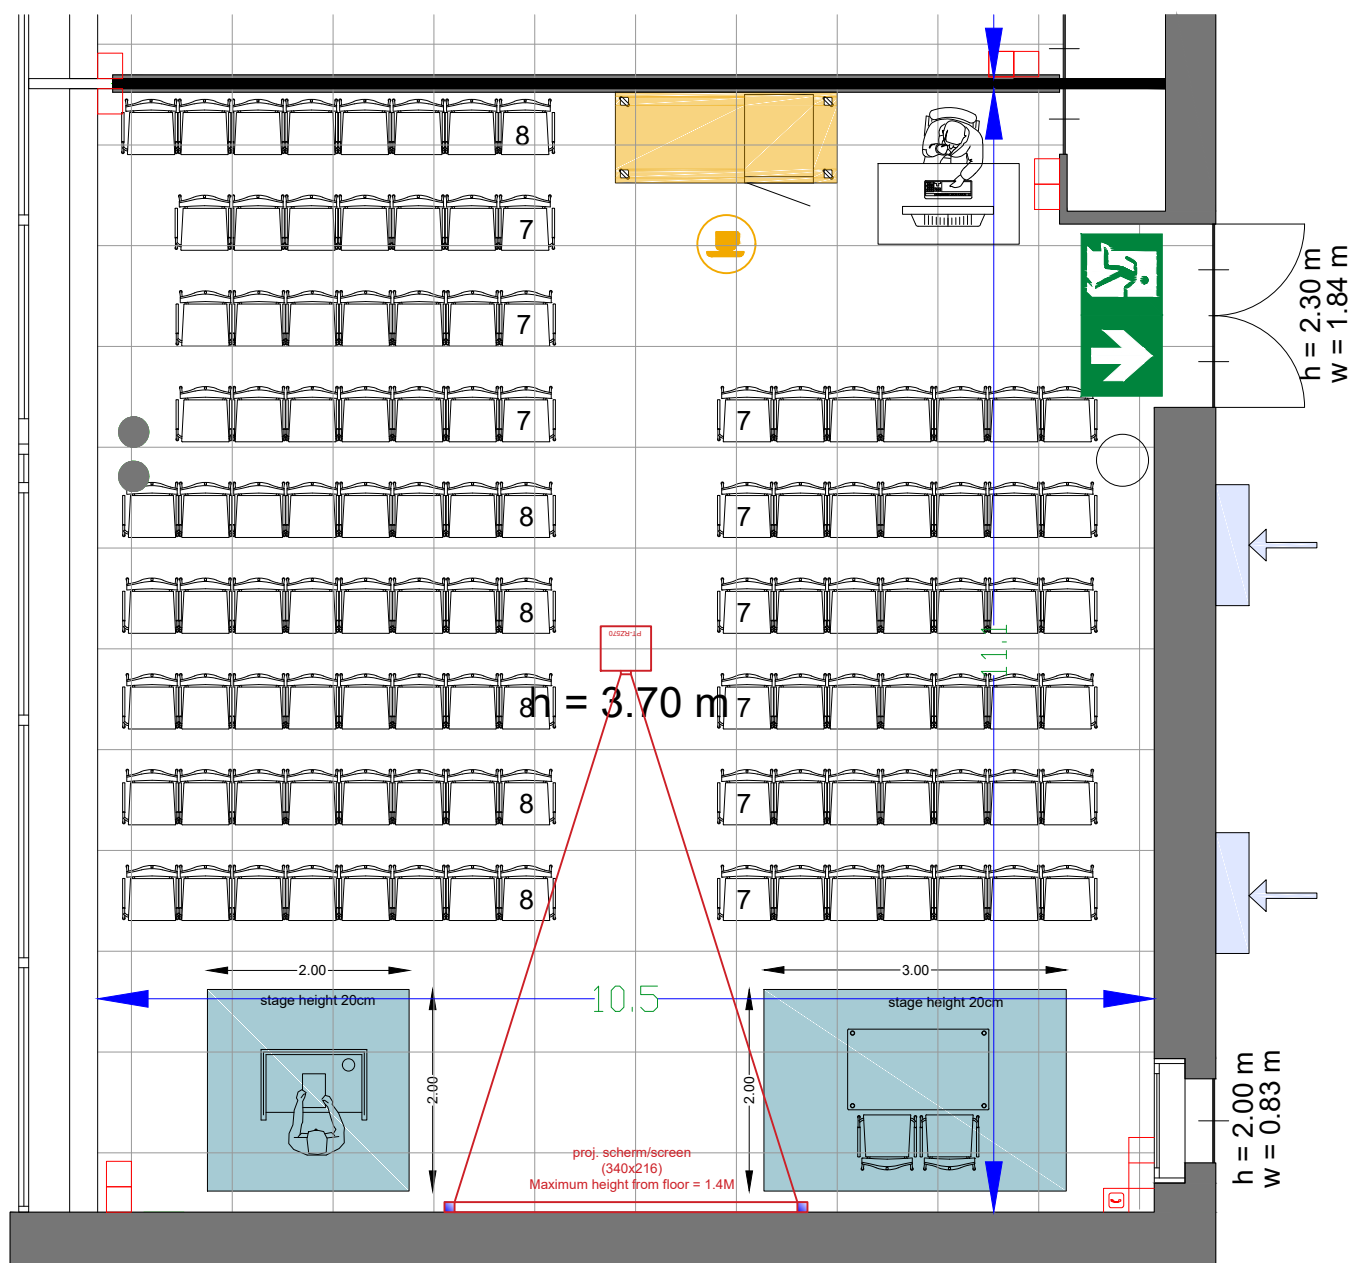 8
7
h = 2.30 m
w = 1.84 m
7
7
7
8
7
8
7
PT-RZ570
11.1
8
h = 3.70 m
7
8
7
8
7
2.00
3.00
stage height 20cm
10.5
stage height 20cm
2.00
2.00
h = 2.00 m
w = 0.83 m
proj. scherm/screen
(340x216)
Maximum height from floor = 1.4M